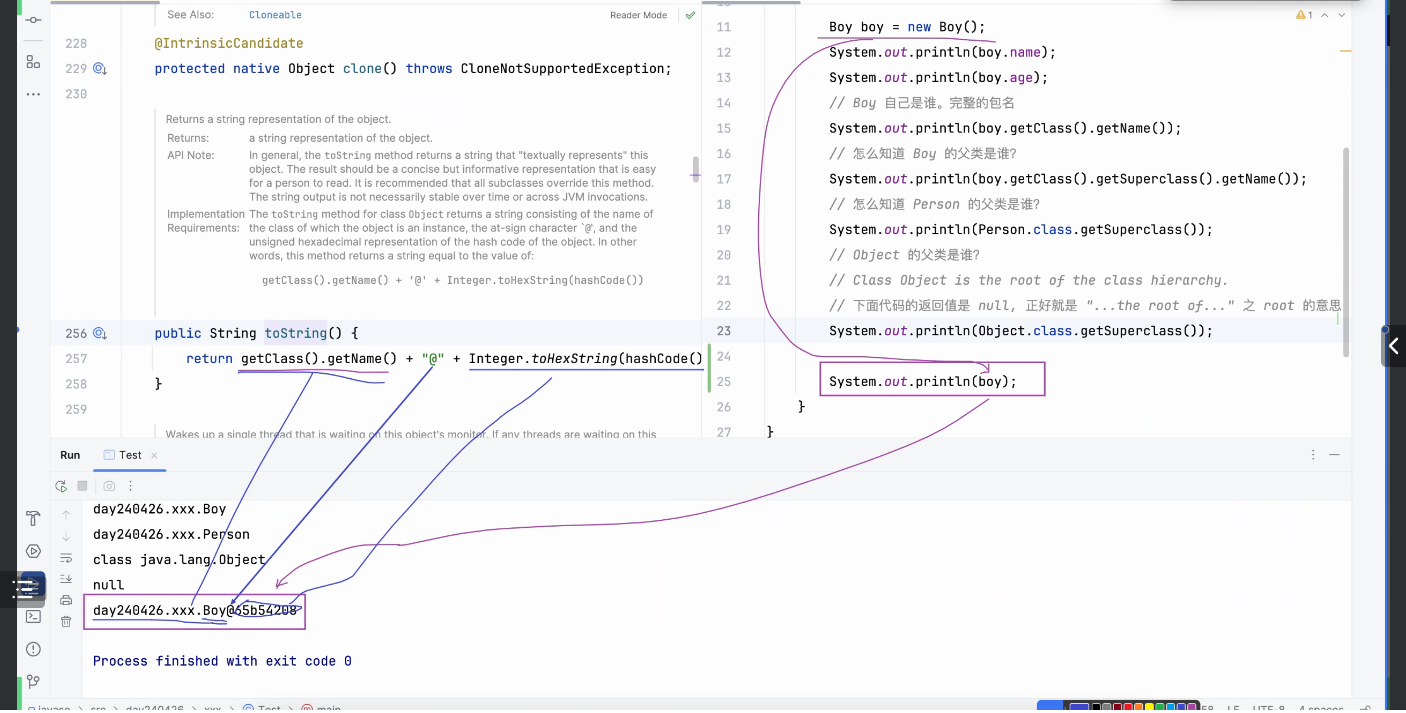 See Also: Cloneable
Reader Mode
228 @IntrinsicCandidate
229 protected native Object clone() throws CloneNotSupportedException;
230
Returns a string representation of the object.
Returns: a string representation of the object.
API Note: In general, the toString method returns a string that "textually represents" this
object. The result should be a concise but informative representation that is easy
for a person to read. It is recommended that all subclasses override this method.
The string output is not necessarily stable over time or across JVM invocations.
Implementation Requirements: The toString method for class Object returns a string consisting of the name of
the class of which the object is an instance, the at-sign character `@', and the
unsigned hexadecimal representation of the hash code of the object. In other
words, this method returns a string equal to the value of:
getClass().getName() + '@' + Integer.toHexString(hashCode())
256 public String toString() {
257 return getClass().getName() + "@" + Integer.toHexString(hashCode()
258 }
259
Wakes up a single thread that is waiting on this object's monitor. If any threads are waiting on this
1
11 Boy boy = new Boy();
12 System.out.println(boy.name);
13 System.out.println(boy.age);
14 // Boy 自己是谁。完整的包名
15 System.out.println(boy.getClass().getName());
16 // 怎么知道 Boy 的父类是谁?
17 System.out.println(boy.getClass().getSuperclass().getName());
18 // 怎么知道 Person 的父类是谁?
19 System.out.println(Person.class.getSuperclass());
20 // Object 的父类是谁?
21 // Class Object is the root of the class hierarchy.
22 // 下面代码的返回值是 null, 正好就是 "...the root of..." 之 root 的意思
23 System.out.println(Object.class.getSuperclass());
24
25 System.out.println(boy);
26 }
27 }
Run Test
day240426.xxx.Boy
day240426.xxx.Person
class java.lang.Object
null
day240426.xxx.Boy@65b54208
Process finished with exit code 0
javase > src > day240426 > xxx > Test > main
58 LF UTF-8 4 spaces